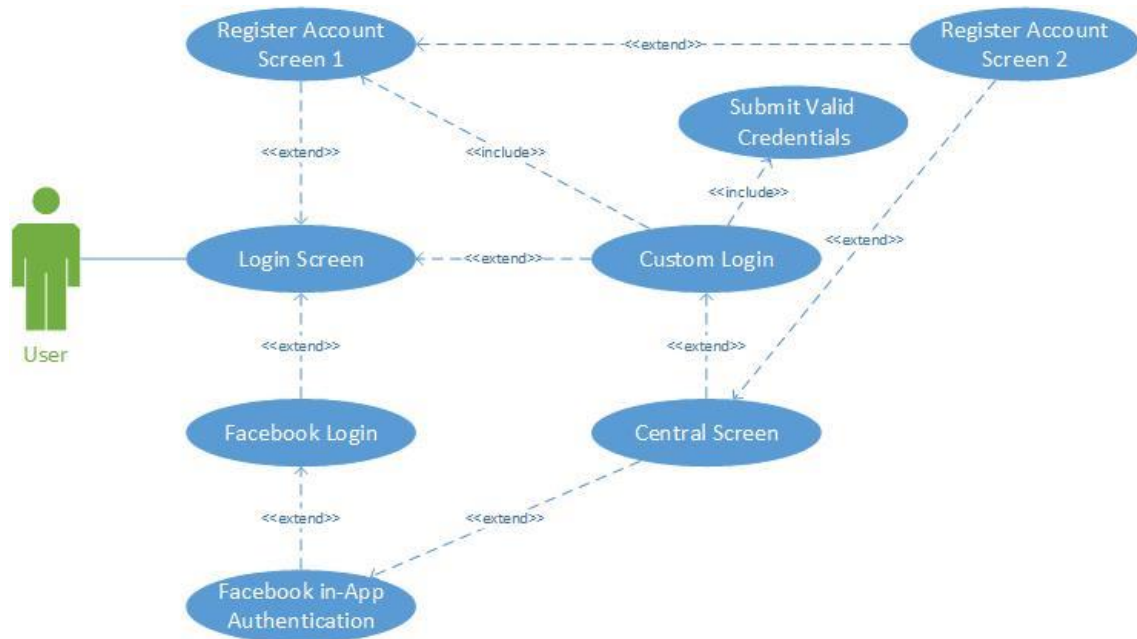 Register Account
Screen 1
<<extend>>
Register Account
Screen 2
Submit Valid
Credentials
<<extend>>
<<include>>
<<include>>
<<extend>>
Login Screen
<<extend>>
Custom Login
User
<<extend>>
<<extend>>
Facebook Login
Central Screen
<<extend>>
<<extend>>
Facebook in-App
Authentication